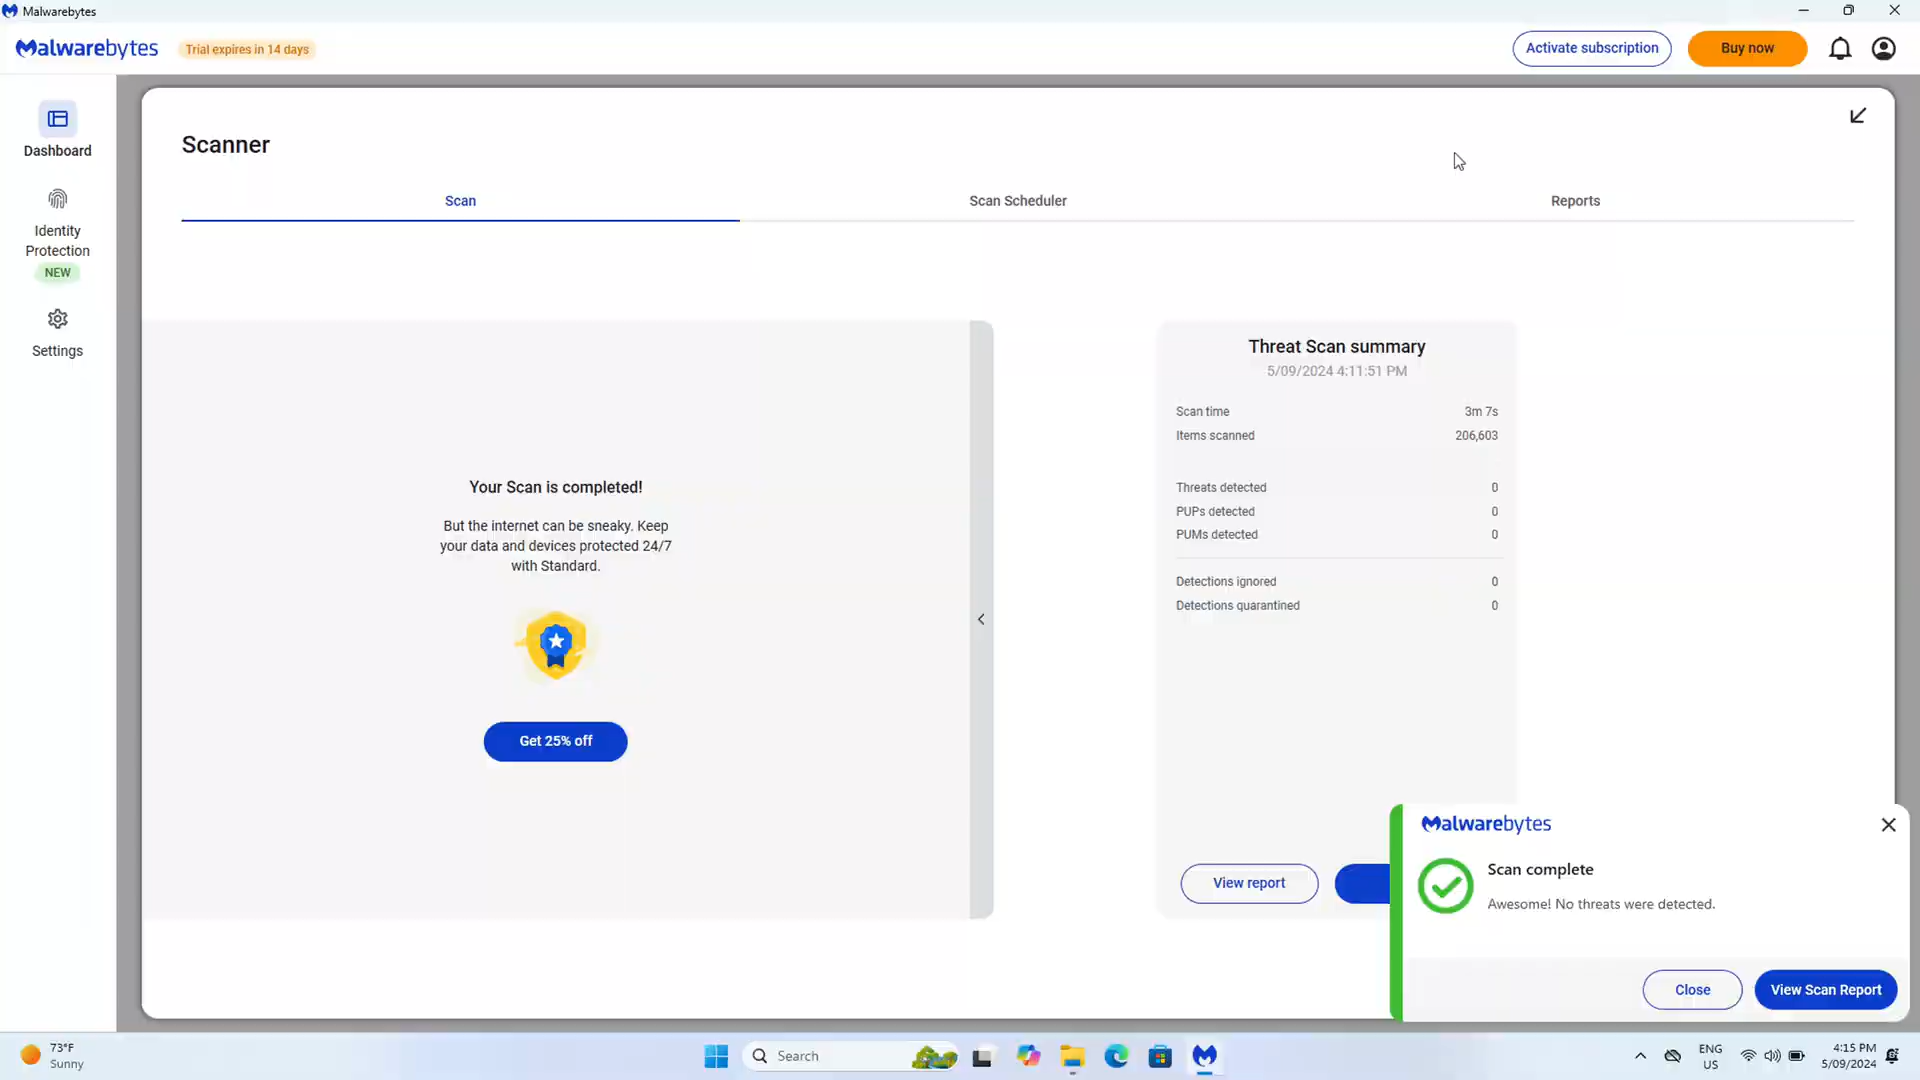 Malwarebytes
Malwarebytes
Trial expires in 14 days
Activate subscription
Buy now
Dashboard
Identity
Protection
NEW
Settings
Scanner
Scan
Scan Scheduler
Reports
Your Scan is completed!
But the internet can be sneaky. Keep
your data and devices protected 24/7
with Standard.
Get 25% off
Threat Scan summary
5/09/2024 4:11:51 PM
Scan time 3m 7s
Items scanned 206,603
Threats detected 0
PUPs detected 0
PUMs detected 0
Detections ignored 0
Detections quarantined 0
View report
Malwarebytes
Scan complete
Awesome! No threats were detected.
Close
View Scan Report
73°F
Sunny
Search
ENG
US
4:15 PM
5/09/2024